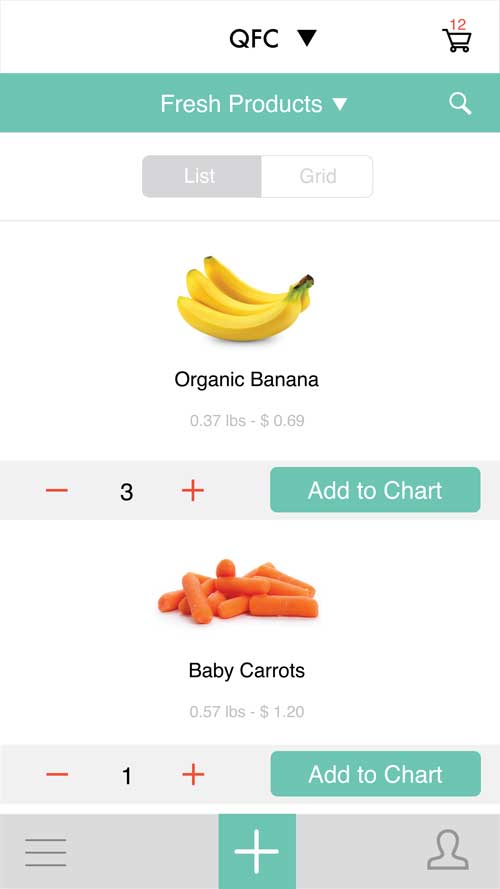 QFC
12
Fresh Products
List Grid
Organic Banana
0.37 lbs - $ 0.69
3 Add to Chart
Baby Carrots
0.57 lbs - $ 1.20
1 Add to Chart